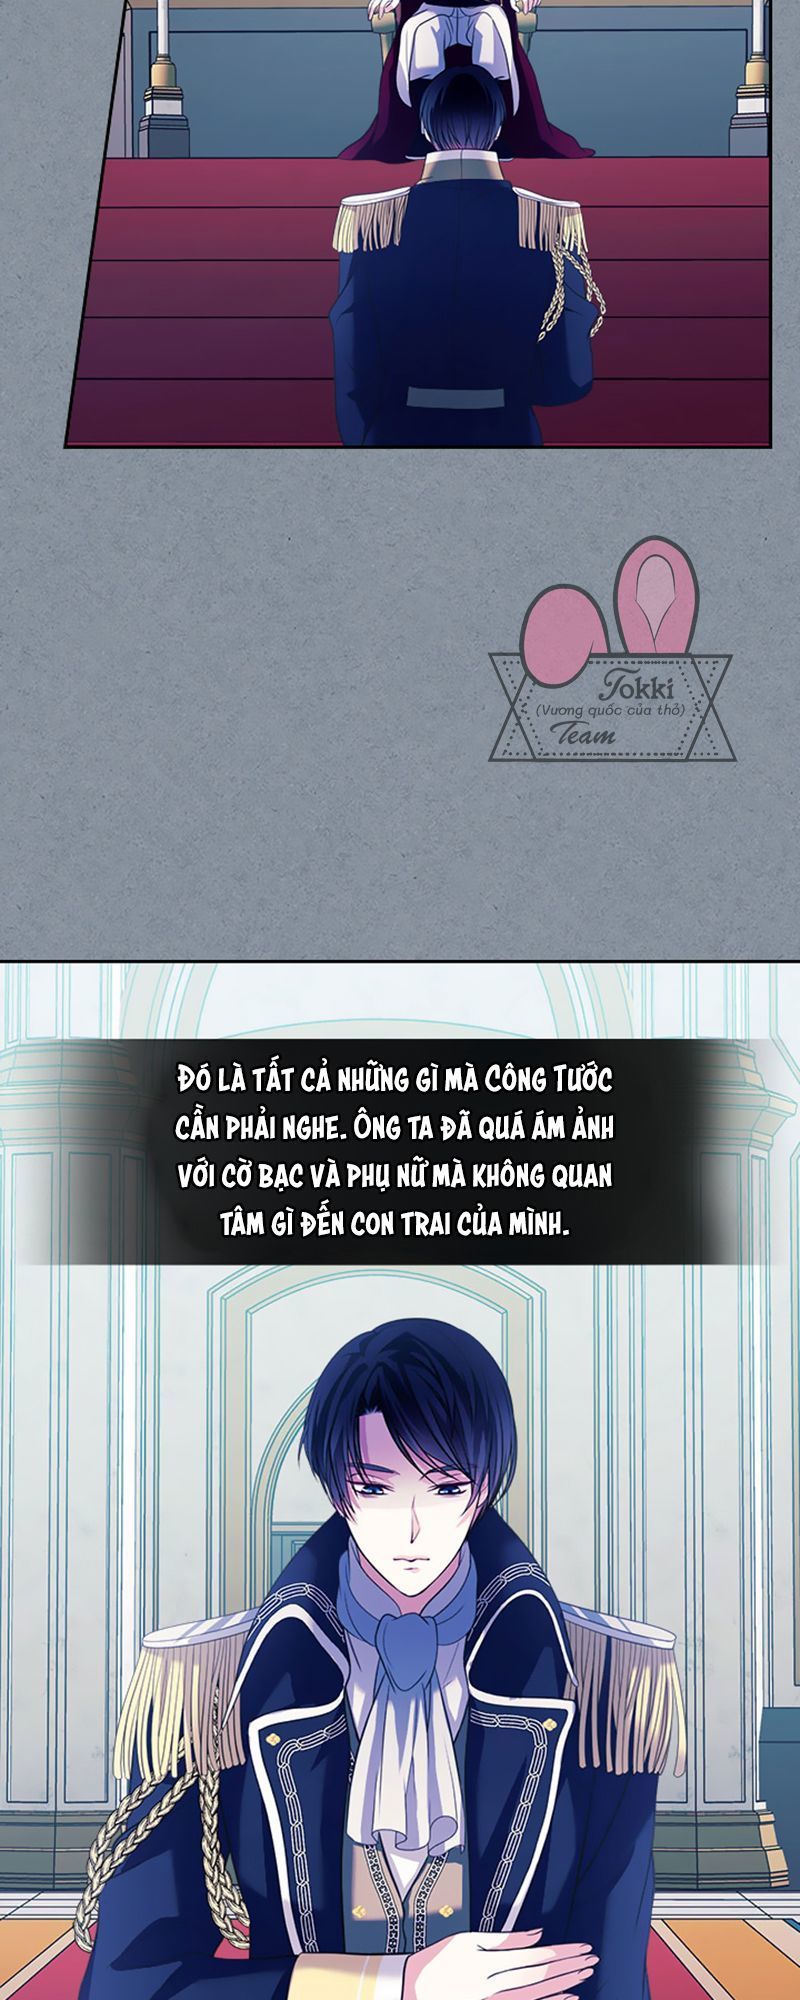 Tokki
(Vương quốc của thỏ)
Team
ĐÓ LÀ TẤT CẢ NHỮNG GÌ MÀ CÔNG TƯỚC
CẦN PHẢI NGHE. ÔNG TA ĐÃ QUÁ ÁM ẢNH
VỚI CỜ BẠC VÀ PHỤ NỮ MÀ KHÔNG QUAN
TÂM GÌ ĐẾN CON TRAI CỦA MÌNH.